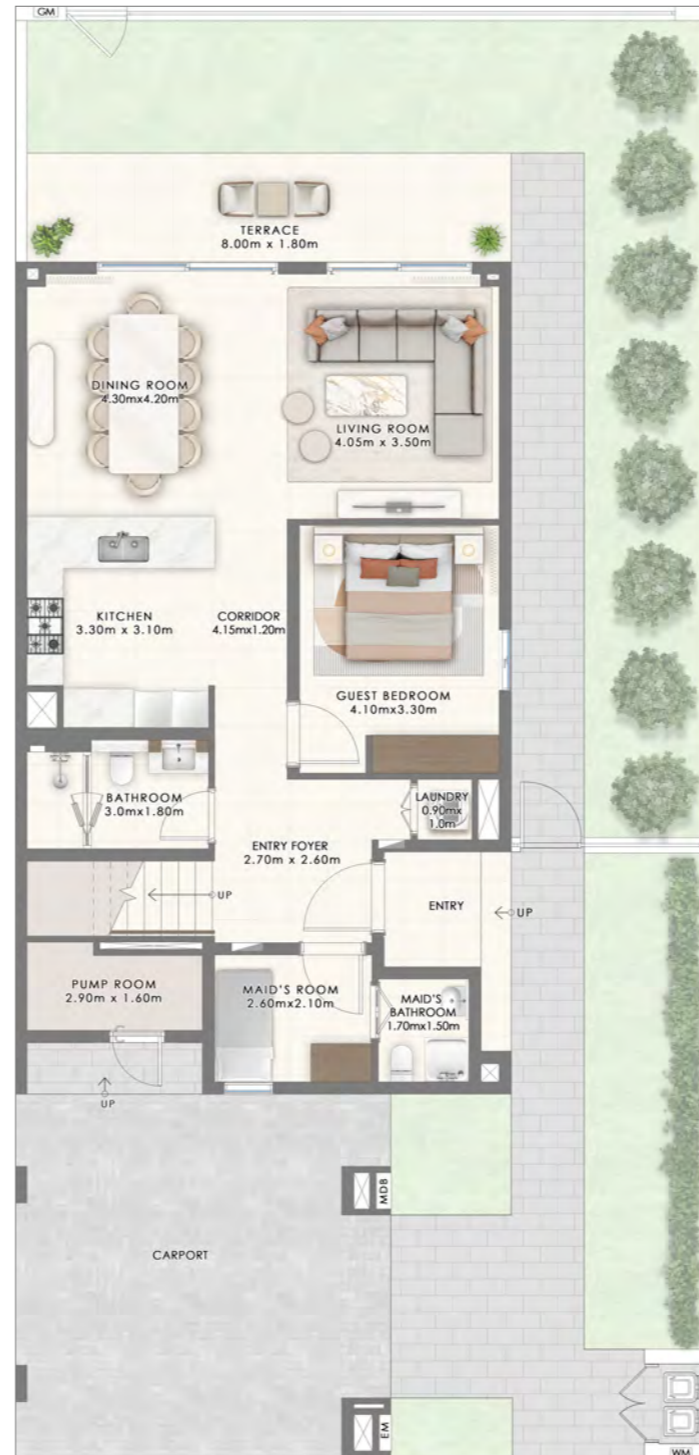 GM
TERRACE
8.00m x 1.80m
DINING ROOM
4.30mx4.20m
LIVING ROOM
4.05m x 3.50m
KITCHEN
3.30m x 3.10m
CORRIDOR
4.15mx1.20m
GUEST BEDROOM
4.10mx3.30m
BATHROOM
3.0mx1.80m
LAUNDRY
0.90mx
1.0m
ENTRY FOYER
2.70m x 2.60m
UP
ENTRY
UP
PUMP ROOM
2.90m x 1.60m
MAID'S ROOM
2.60mx2.10m
MAID'S
BATHROOM
1.70mx1.50m
UP
MDB
CARPORT
EM
WM